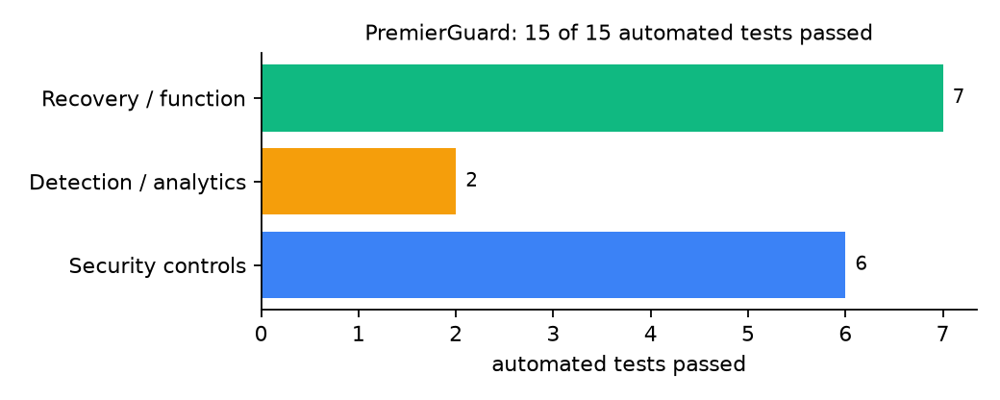 PremierGuard: 15 of 15 automated tests passed
Recovery / function
7
Detection / analytics
2
Security controls
6
0 1 2 3 4 5 6 7
automated tests passed